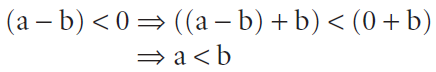 (a – b) < 0 ⇒ ((a – b) + b) < (0 + b)
⇒ a < b